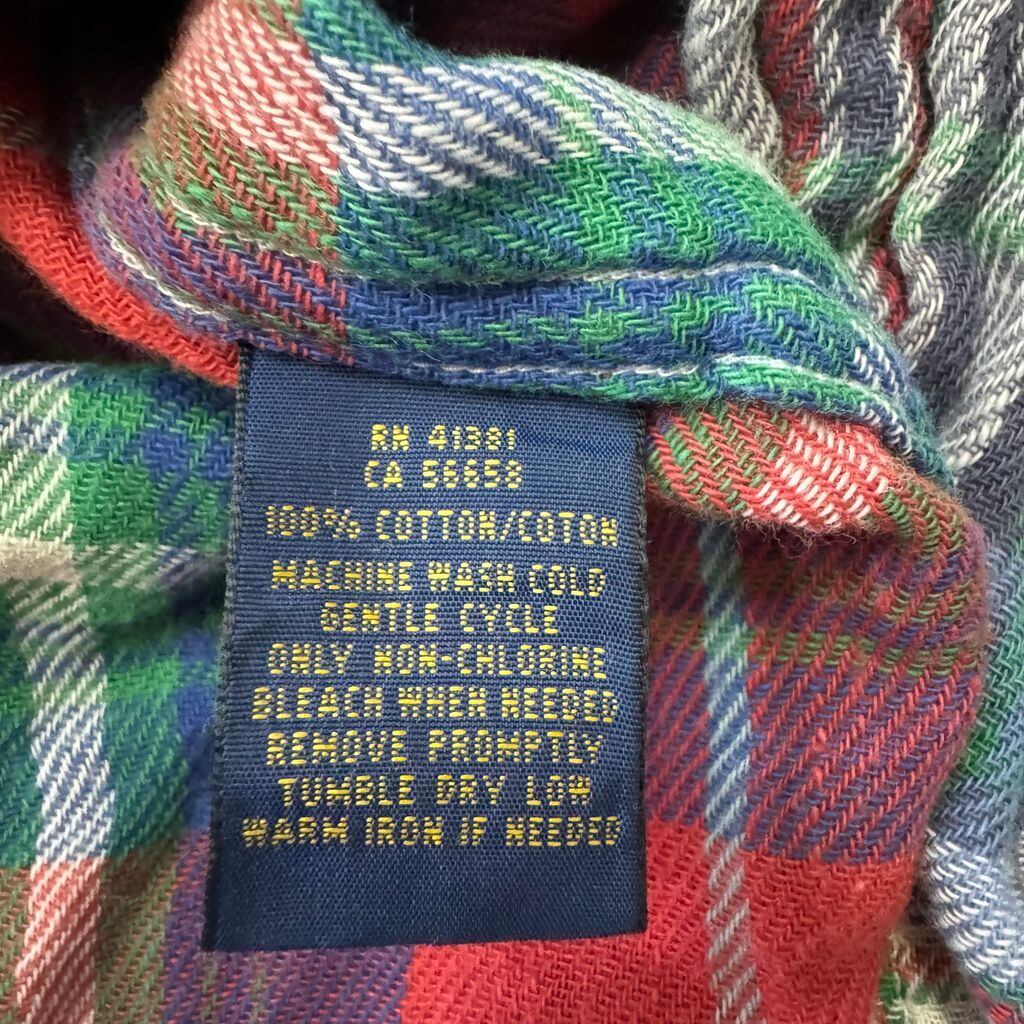 RN 41381
CA 56658
100% COTTON/COTON
MACHINE WASH COLD
GENTLE CYCLE
ONLY NON-CHLORINE
BLEACH WHEN NEEDED
REMOVE PROMPTLY
TUMBLE DRY LOW
WARM IRON IF NEEDED